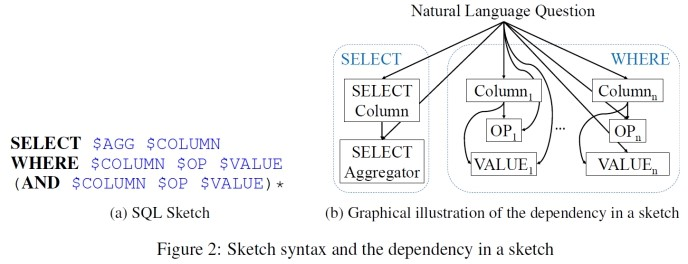 Natural Language Question
SELECT
WHERE
SELECT
Column
Column1
Columnn
OP1
...
OPn
SELECT
Aggregator
VALUE1
VALUEn
SELECT $AGG $COLUMN
WHERE $COLUMN $OP $VALUE
(AND $COLUMN $OP $VALUE)*
(a) SQL Sketch
(b) Graphical illustration of the dependency in a sketch
Figure 2: Sketch syntax and the dependency in a sketch